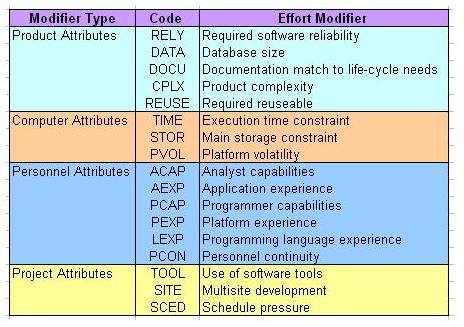 Modifier Type Code Effort Modifier
Product Attributes RELY Required software reliability
DATA Database size
DOCU Documentation match to life-cycle needs
CPLX Product complexity
REUSE Required reuseable
Computer Attributes TIME Execution time constraint
STOR Main storage constraint
PVOL Platform volatility
Personnel Attributes ACAP Analyst capabilities
AEXP Application experience
PCAP Programmer capabilities
PEXP Platform experience
LEXP Programming language experience
PCON Personnel continuity
Project Attributes TOOL Use of software tools
SITE Multisite development
SCED Schedule pressure